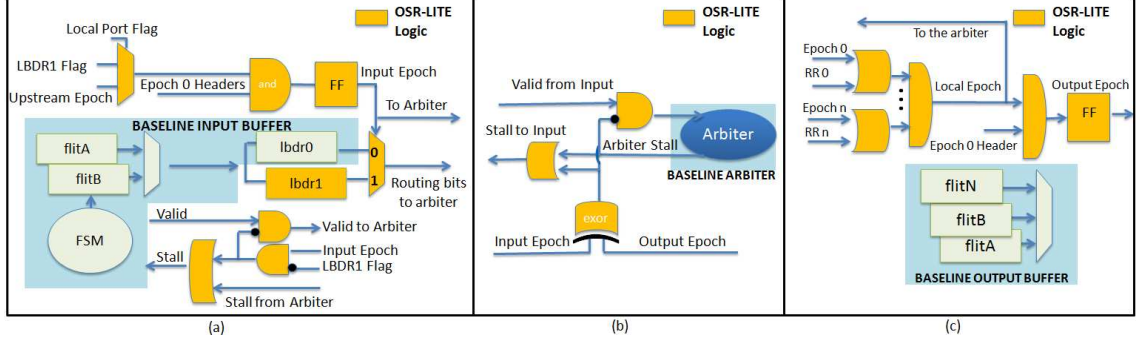 OSR-LITE
Logic
Local Port Flag
LBDR1 Flag
Upstream Epoch
Epoch 0 Headers
and
FF
Input Epoch
To Arbiter
BASELINE INPUT BUFFER
flitA
flitB
lbdr0
lbdr1
0
1
Routing bits
to arbiter
FSM
Valid
Valid to Arbiter
Input Epoch
LBDR1 Flag
Stall
Stall from Arbiter
(a)
OSR-LITE
Logic
Valid from Input
Stall to Input
Arbiter Stall
Arbiter
BASELINE ARBITER
exor
Input Epoch
Output Epoch
(b)
OSR-LITE
Logic
To the arbiter
Epoch 0
RR 0
Epoch n
RR n
Local Epoch
Output Epoch
FF
Epoch 0 Header
flitN
flitB
flitA
BASELINE OUTPUT BUFFER
(c)